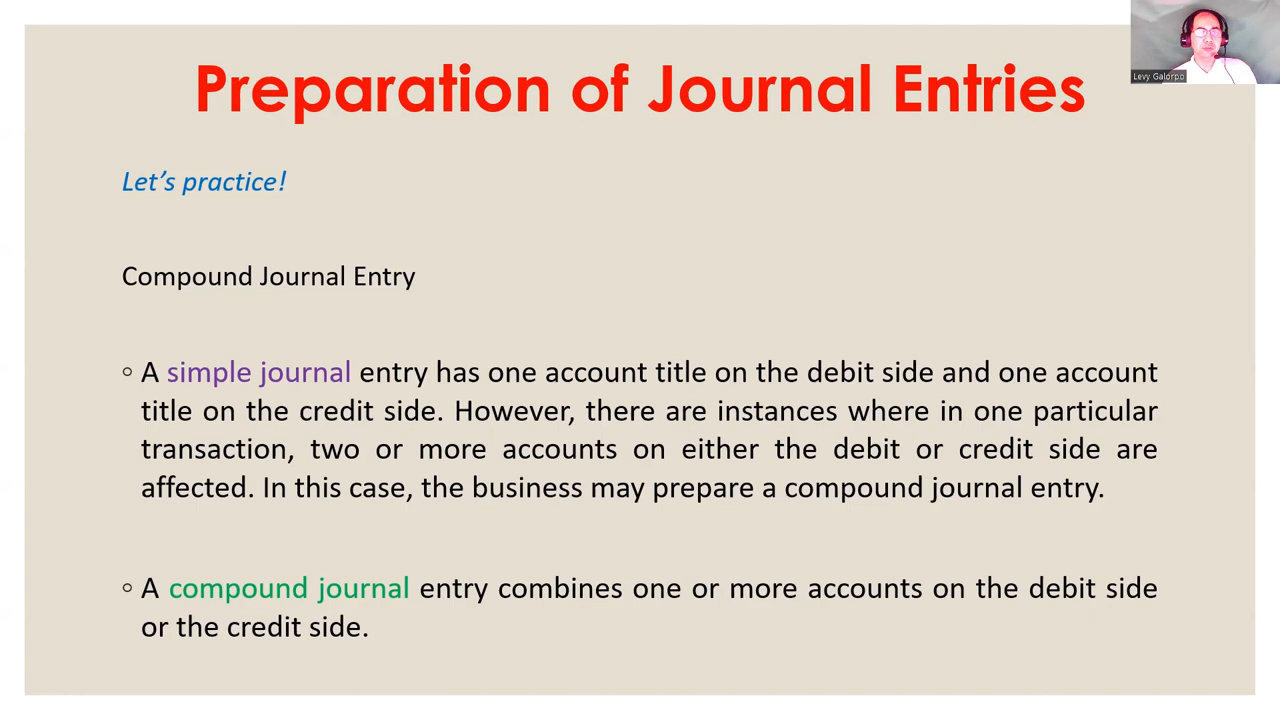 Preparation of Journal Entries
Levy Galorpo
Let's practice!
Compound Journal Entry
◦ A simple journal entry has one account title on the debit side and one account
title on the credit side. However, there are instances where in one particular
transaction, two or more accounts on either the debit or credit side are
affected. In this case, the business may prepare a compound journal entry.
◦ A compound journal entry combines one or more accounts on the debit side
or the credit side.